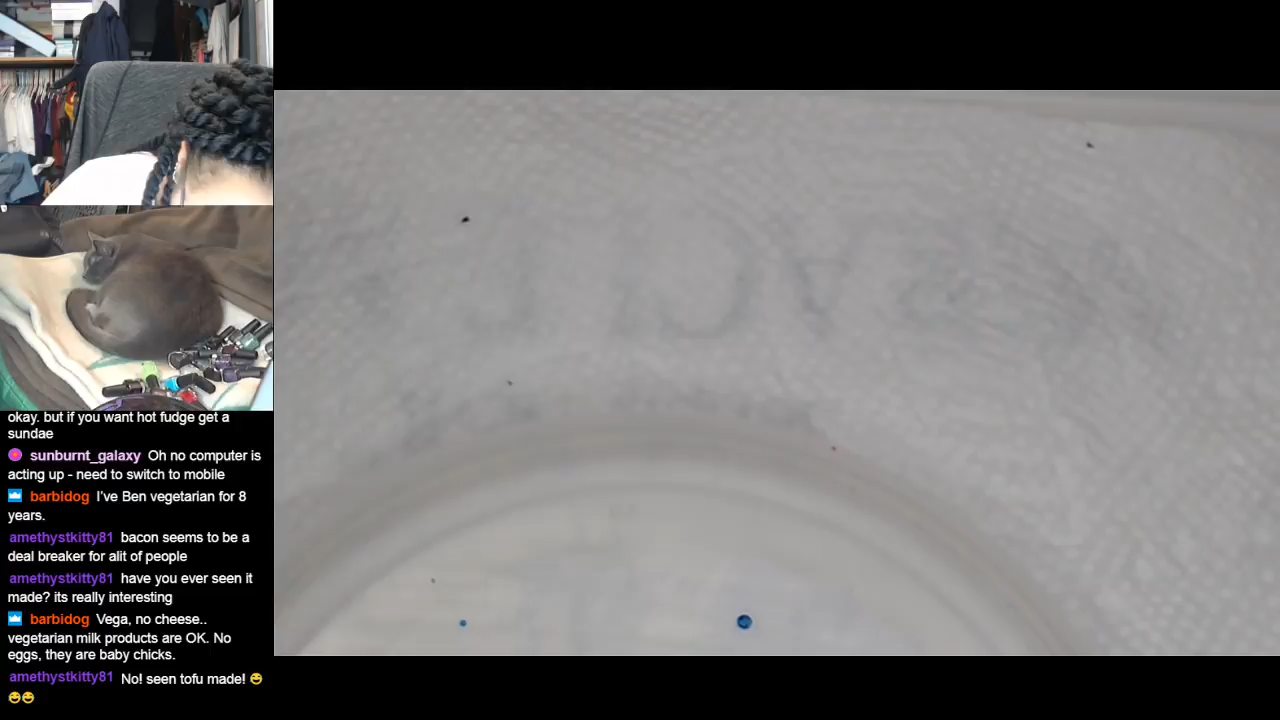 okay. but if you want hot fudge get a
sundae
sunburnt_galaxy Oh no computer is
acting up - need to switch to mobile
barbidog I've Ben vegetarian for 8
years.
amethystkitty81 bacon seems to be a
deal breaker for alit of people
amethystkitty81 have you ever seen it
made? its really interesting
barbidog Vega, no cheese..
vegetarian milk products are OK. No
eggs, they are baby chicks.
amethystkitty81 No! seen tofu made! 😂
😂😂